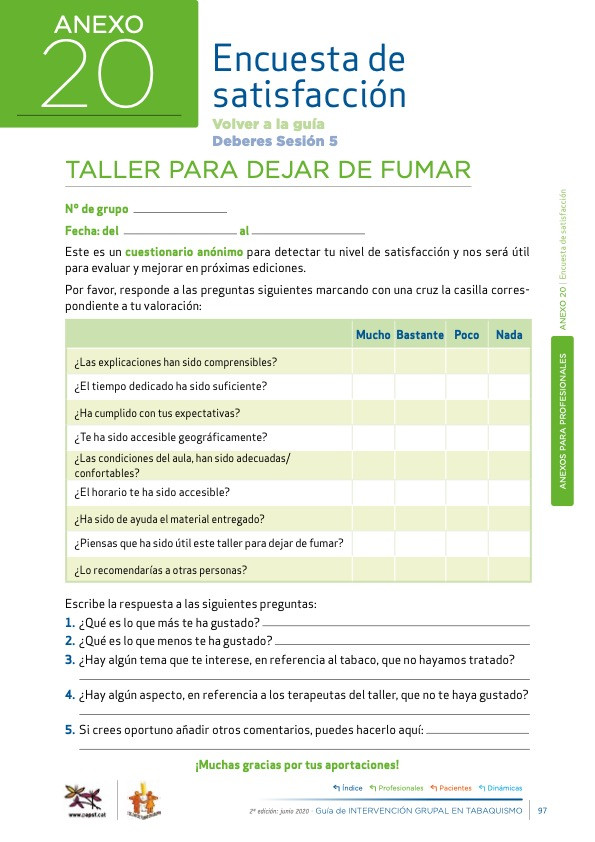 ANEXO
20
Encuesta de
satisfacción
Volver a la guía
Deberes Sesión 5
TALLER PARA DEJAR DE FUMAR
Nº de grupo
Fecha: del al
Este es un cuestionario anónimo para detectar tu nivel de satisfacción y nos será útil
para evaluar y mejorar en próximas ediciones.
Por favor, responde a las preguntas siguientes marcando con una cruz la casilla corres-
pondiente a tu valoración:
Mucho Bastante Poco Nada
¿Las explicaciones han sido comprensibles?
¿El tiempo dedicado ha sido suficiente?
¿Ha cumplido con tus expectativas?
¿Te ha sido accesible geográficamente?
¿Las condiciones del aula, han sido adecuadas/
confortables?
¿El horario te ha sido accesible?
¿Ha sido de ayuda el material entregado?
¿Piensas que ha sido útil este taller para dejar de fumar?
¿Lo recomendarías a otras personas?
Escribe la respuesta a las siguientes preguntas:
1. ¿Qué es lo que más te ha gustado?
2. ¿Qué es lo que menos te ha gustado?
3. ¿Hay algún tema que te interese, en referencia al tabaco, que no hayamos tratado?
4. ¿Hay algún aspecto, en referencia a los terapeutas del taller, que no te haya gustado?
5. Si crees oportuno añadir otros comentarios, puedes hacerlo aquí:
¡Muchas gracias por tus aportaciones!
www.papsf.cat
Índice Profesionales Pacientes Dinámicas
2ª edición: junio 2020 · Guía de INTERVENCIÓN GRUPAL EN TABAQUISMO 97
ANEXO 20 | Encuesta de satisfacción
ANEXOS PARA PROFESIONALES